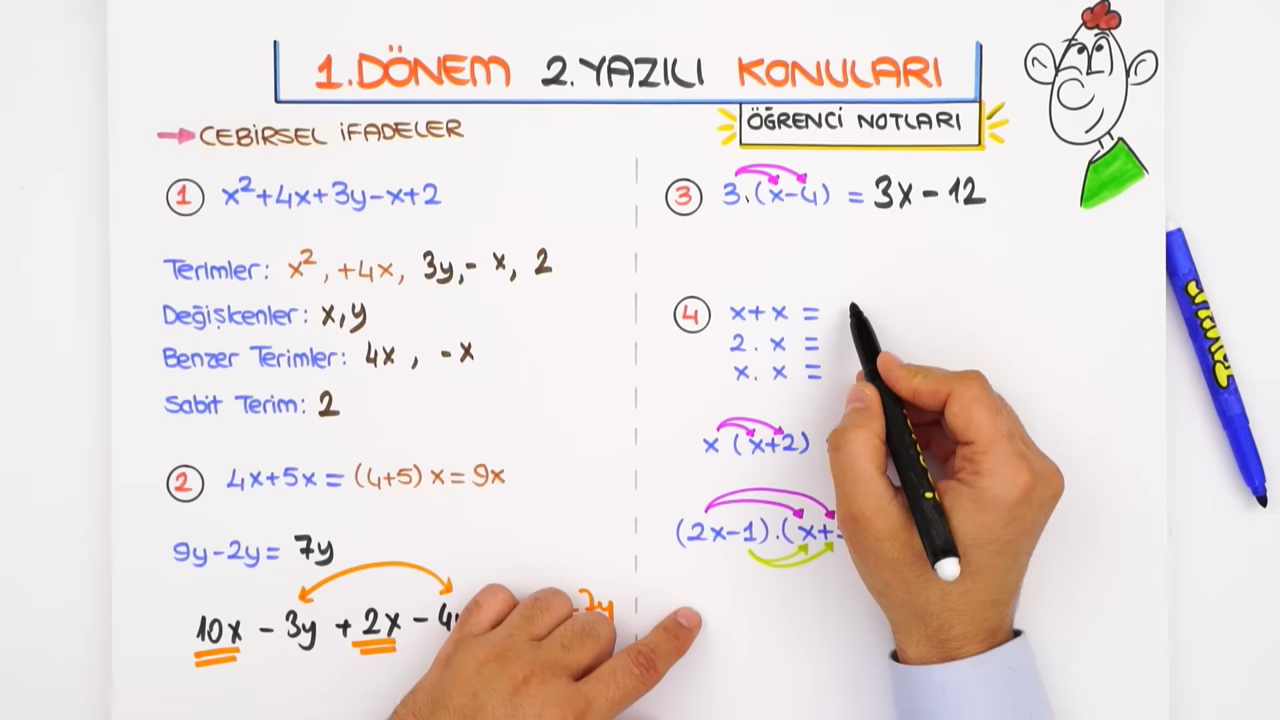 1.DÖNEM 2.YAZILI KONULARI
ÖĞRENCİ NOTLARI
CEBİRSEL İFADELER
1 x²+4x+3y-x+2
Terimler: x², +4x, 3y, - x, 2
Değişkenler: x,y
Benzer Terimler: 4x, -x
Sabit Terim: 2
2 4x+5x = (4+5) x = 9x
9y-2y = 7y
10x - 3y + 2x - 4 -7y
3 3.(x-4) = 3x - 12
4 x+x =
2. x =
x. x =
x (x+2)
(2x-1).(x+